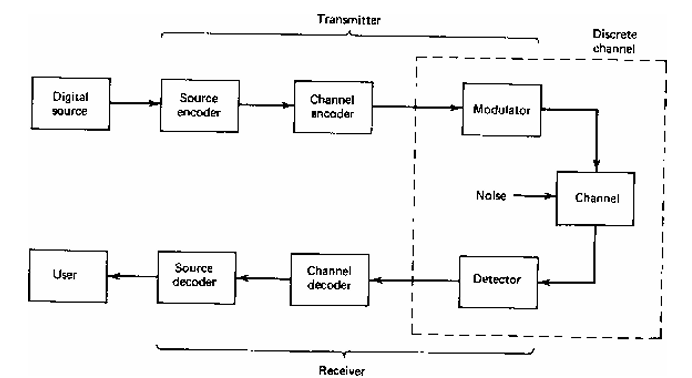 Transmitter
Discrete
channel
Digital
source
Source
encoder
Channel
encoder
Modulator
Noise
Channel
User
Source
decoder
Channel
decoder
Detector
Receiver